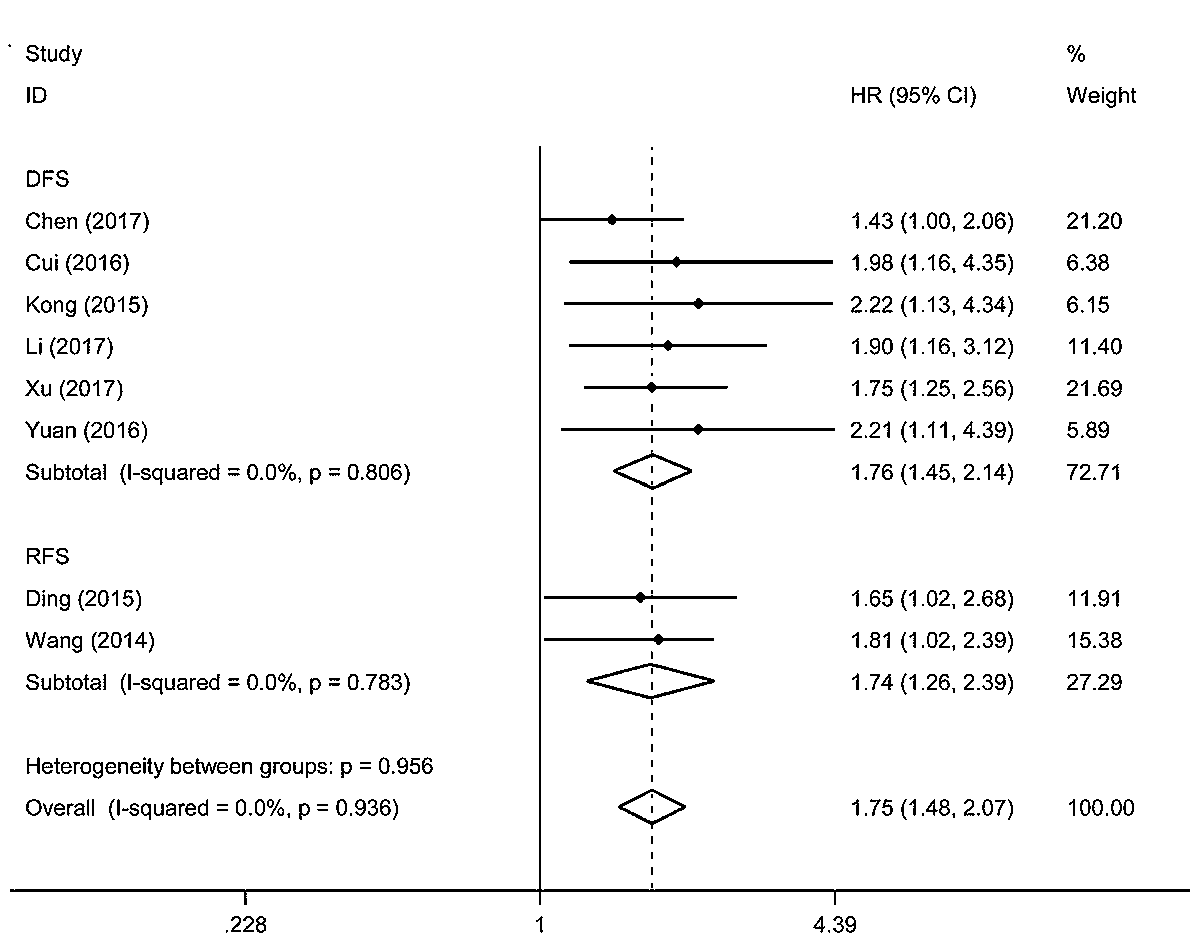 Study %
ID HR (95% CI) Weight
DFS
Chen (2017) 1.43 (1.00, 2.06) 21.20
Cui (2016) 1.98 (1.16, 4.35) 6.38
Kong (2015) 2.22 (1.13, 4.34) 6.15
Li (2017) 1.90 (1.16, 3.12) 11.40
Xu (2017) 1.75 (1.25, 2.56) 21.69
Yuan (2016) 2.21 (1.11, 4.39) 5.89
Subtotal (I-squared = 0.0%, p = 0.806) 1.76 (1.45, 2.14) 72.71
RFS
Ding (2015) 1.65 (1.02, 2.68) 11.91
Wang (2014) 1.81 (1.02, 2.39) 15.38
Subtotal (I-squared = 0.0%, p = 0.783) 1.74 (1.26, 2.39) 27.29
Heterogeneity between groups: p = 0.956
Overall (I-squared = 0.0%, p = 0.936) 1.75 (1.48, 2.07) 100.00
.228 1 4.39